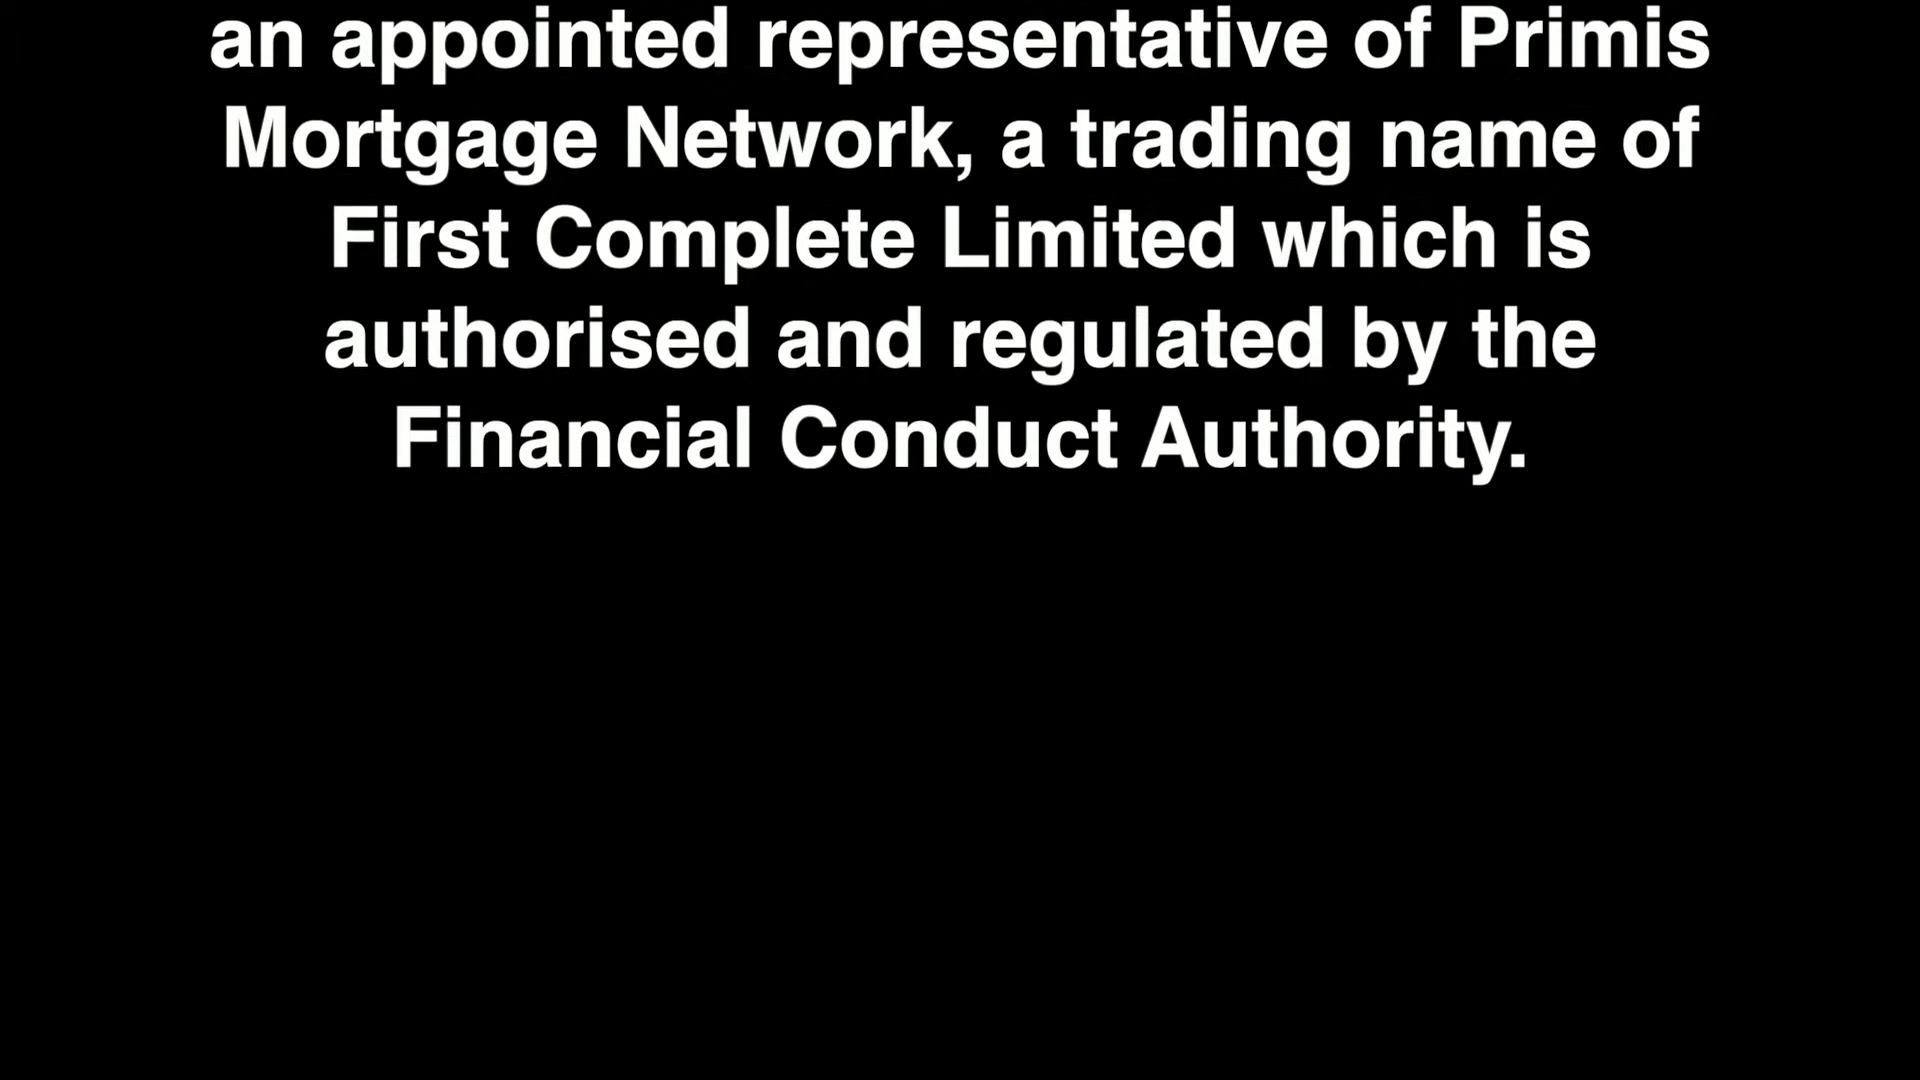 an appointed representative of Primis
Mortgage Network, a trading name of
First Complete Limited which is
authorised and regulated by the
Financial Conduct Authority.